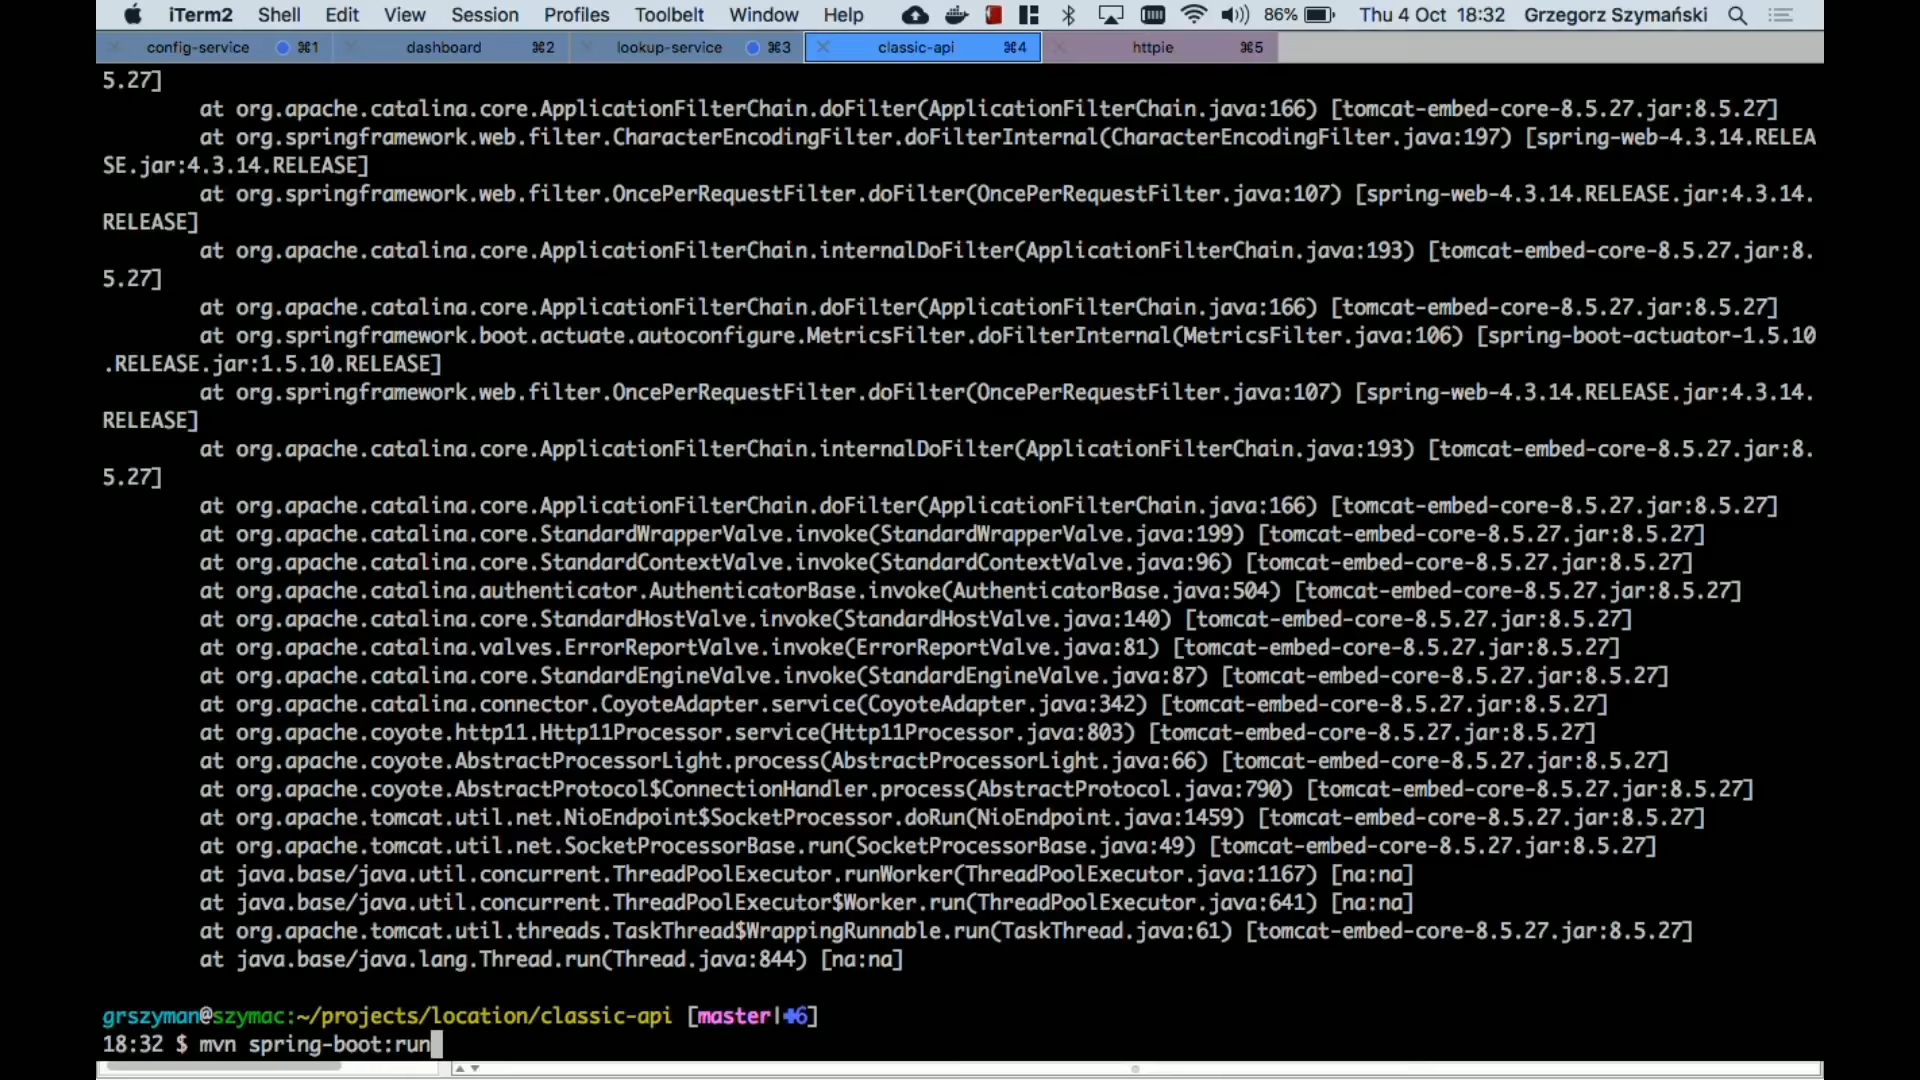 iTerm2 Shell Edit View Session Profiles Toolbelt Window Help 86% Thu 4 Oct 18:32 Grzegorz Szymański
config-service ⌘1 dashboard ⌘2 lookup-service ⌘3 classic-api ⌘4 httpie ⌘5
5.27]
at org.apache.catalina.core.ApplicationFilterChain.doFilter(ApplicationFilterChain.java:166) [tomcat-embed-core-8.5.27.jar:8.5.27]
at org.springframework.web.filter.CharacterEncodingFilter.doFilterInternal(CharacterEncodingFilter.java:197) [spring-web-4.3.14.RELEA
SE.jar:4.3.14.RELEASE]
at org.springframework.web.filter.OncePerRequestFilter.doFilter(OncePerRequestFilter.java:107) [spring-web-4.3.14.RELEASE.jar:4.3.14.
RELEASE]
at org.apache.catalina.core.ApplicationFilterChain.internalDoFilter(ApplicationFilterChain.java:193) [tomcat-embed-core-8.5.27.jar:8.
5.27]
at org.apache.catalina.core.ApplicationFilterChain.doFilter(ApplicationFilterChain.java:166) [tomcat-embed-core-8.5.27.jar:8.5.27]
at org.springframework.boot.actuate.autoconfigure.MetricsFilter.doFilterInternal(MetricsFilter.java:106) [spring-boot-actuator-1.5.10
.RELEASE.jar:1.5.10.RELEASE]
at org.springframework.web.filter.OncePerRequestFilter.doFilter(OncePerRequestFilter.java:107) [spring-web-4.3.14.RELEASE.jar:4.3.14.
RELEASE]
at org.apache.catalina.core.ApplicationFilterChain.internalDoFilter(ApplicationFilterChain.java:193) [tomcat-embed-core-8.5.27.jar:8.
5.27]
at org.apache.catalina.core.ApplicationFilterChain.doFilter(ApplicationFilterChain.java:166) [tomcat-embed-core-8.5.27.jar:8.5.27]
at org.apache.catalina.core.StandardWrapperValve.invoke(StandardWrapperValve.java:199) [tomcat-embed-core-8.5.27.jar:8.5.27]
at org.apache.catalina.core.StandardContextValve.invoke(StandardContextValve.java:96) [tomcat-embed-core-8.5.27.jar:8.5.27]
at org.apache.catalina.authenticator.AuthenticatorBase.invoke(AuthenticatorBase.java:504) [tomcat-embed-core-8.5.27.jar:8.5.27]
at org.apache.catalina.core.StandardHostValve.invoke(StandardHostValve.java:140) [tomcat-embed-core-8.5.27.jar:8.5.27]
at org.apache.catalina.valves.ErrorReportValve.invoke(ErrorReportValve.java:81) [tomcat-embed-core-8.5.27.jar:8.5.27]
at org.apache.catalina.core.StandardEngineValve.invoke(StandardEngineValve.java:87) [tomcat-embed-core-8.5.27.jar:8.5.27]
at org.apache.catalina.connector.CoyoteAdapter.service(CoyoteAdapter.java:342) [tomcat-embed-core-8.5.27.jar:8.5.27]
at org.apache.coyote.http11.Http11Processor.service(Http11Processor.java:803) [tomcat-embed-core-8.5.27.jar:8.5.27]
at org.apache.coyote.AbstractProcessorLight.process(AbstractProcessorLight.java:66) [tomcat-embed-core-8.5.27.jar:8.5.27]
at org.apache.coyote.AbstractProtocol$ConnectionHandler.process(AbstractProtocol.java:790) [tomcat-embed-core-8.5.27.jar:8.5.27]
at org.apache.tomcat.util.net.NioEndpoint$SocketProcessor.doRun(NioEndpoint.java:1459) [tomcat-embed-core-8.5.27.jar:8.5.27]
at org.apache.tomcat.util.net.SocketProcessorBase.run(SocketProcessorBase.java:49) [tomcat-embed-core-8.5.27.jar:8.5.27]
at java.base/java.util.concurrent.ThreadPoolExecutor.runWorker(ThreadPoolExecutor.java:1167) [na:na]
at java.base/java.util.concurrent.ThreadPoolExecutor$Worker.run(ThreadPoolExecutor.java:641) [na:na]
at org.apache.tomcat.util.threads.TaskThread$WrappingRunnable.run(TaskThread.java:61) [tomcat-embed-core-8.5.27.jar:8.5.27]
at java.base/java.lang.Thread.run(Thread.java:844) [na:na]
grszyman@szymac:~/projects/location/classic-api [master|✚6]
18:32 $ mvn spring-boot:run